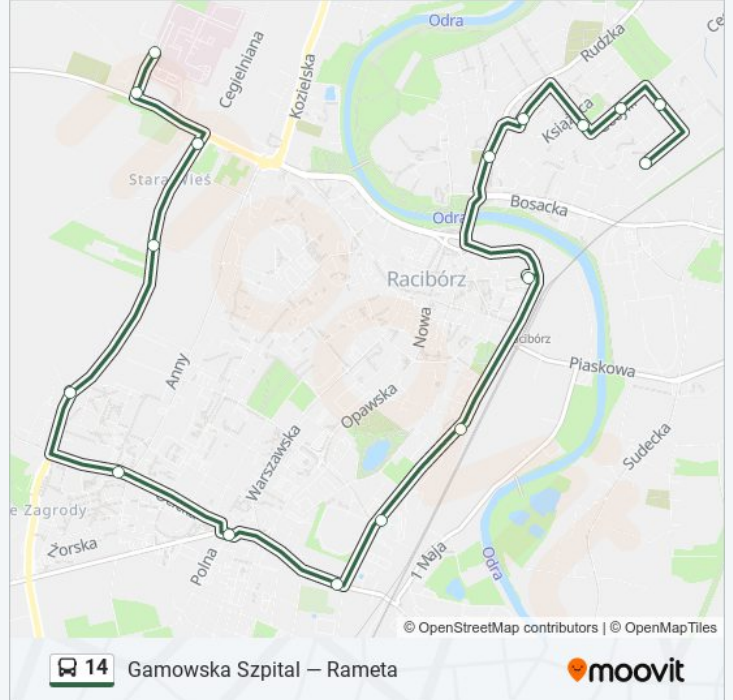 Odra
Rudzka
Cegielniana
Kozielska
Książęca
Stara Wieś
Bosacka
Odra
Racibórz
Nowa
Piaskowa
Anny
Opawska
Warszawska
Sudecka
e Zagrody
Żorska
Polna
1 Maja
Odra
© OpenStreetMap contributors | © OpenMapTiles
14 Gamowska Szpital – Rameta
moovit